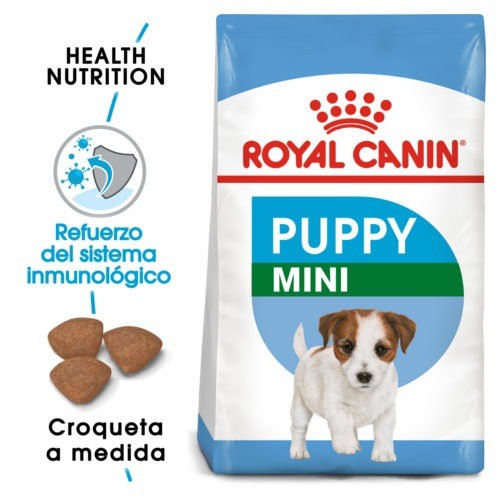 HEALTH
NUTRITION
Refuerzo
del sistema
inmunológico
Croqueta
a medida
ROYAL CANIN®
PUPPY
MINI